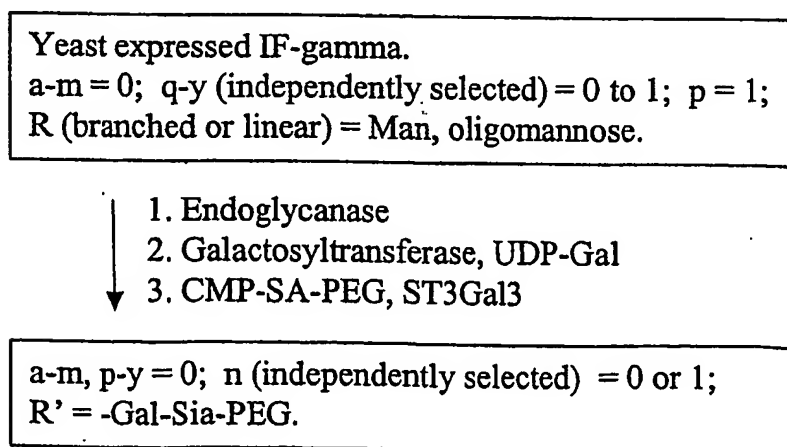 Yeast expressed IF-gamma.
a-m = 0; q-y (independently selected) = 0 to 1; p = 1;
R (branched or linear) = Man, oligomannose.
1. Endoglycanase
2. Galactosyltransferase, UDP-Gal
3. CMP-SA-PEG, ST3Gal3
a-m, p-y = 0; n (independently selected) = 0 or 1;
R' = -Gal-Sia-PEG.